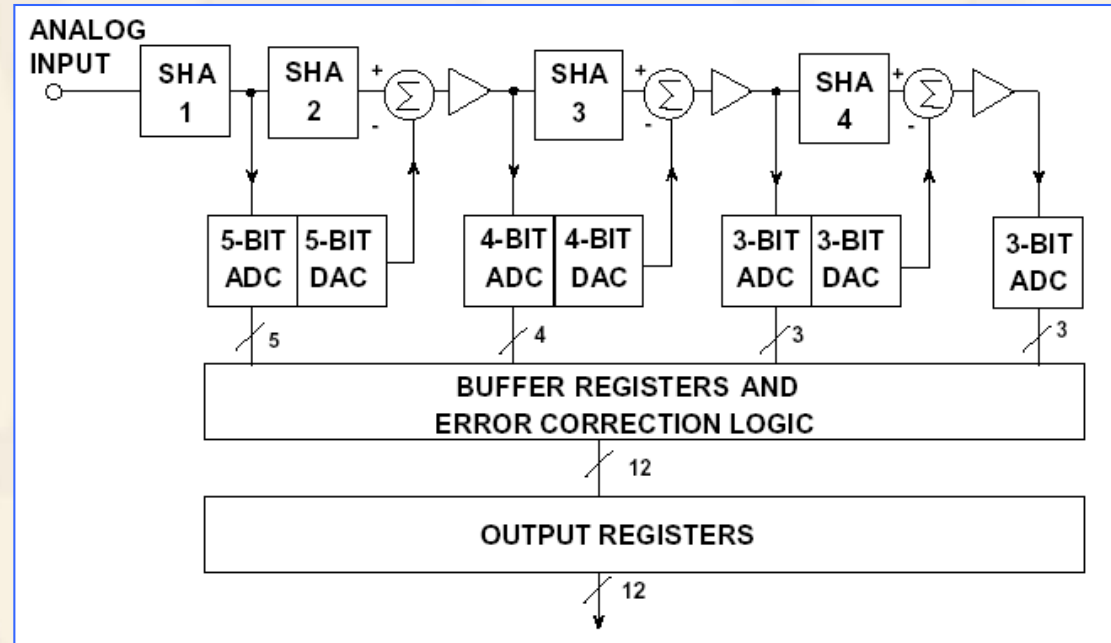 ANALOG
INPUT
SHA
1
SHA
2
+
Σ
-
SHA
3
+
Σ
-
SHA
4
+
Σ
-
5-BIT
ADC
5-BIT
DAC
4-BIT
ADC
4-BIT
DAC
3-BIT
ADC
3-BIT
DAC
3-BIT
ADC
5
4
3
3
BUFFER REGISTERS AND
ERROR CORRECTION LOGIC
12
OUTPUT REGISTERS
12